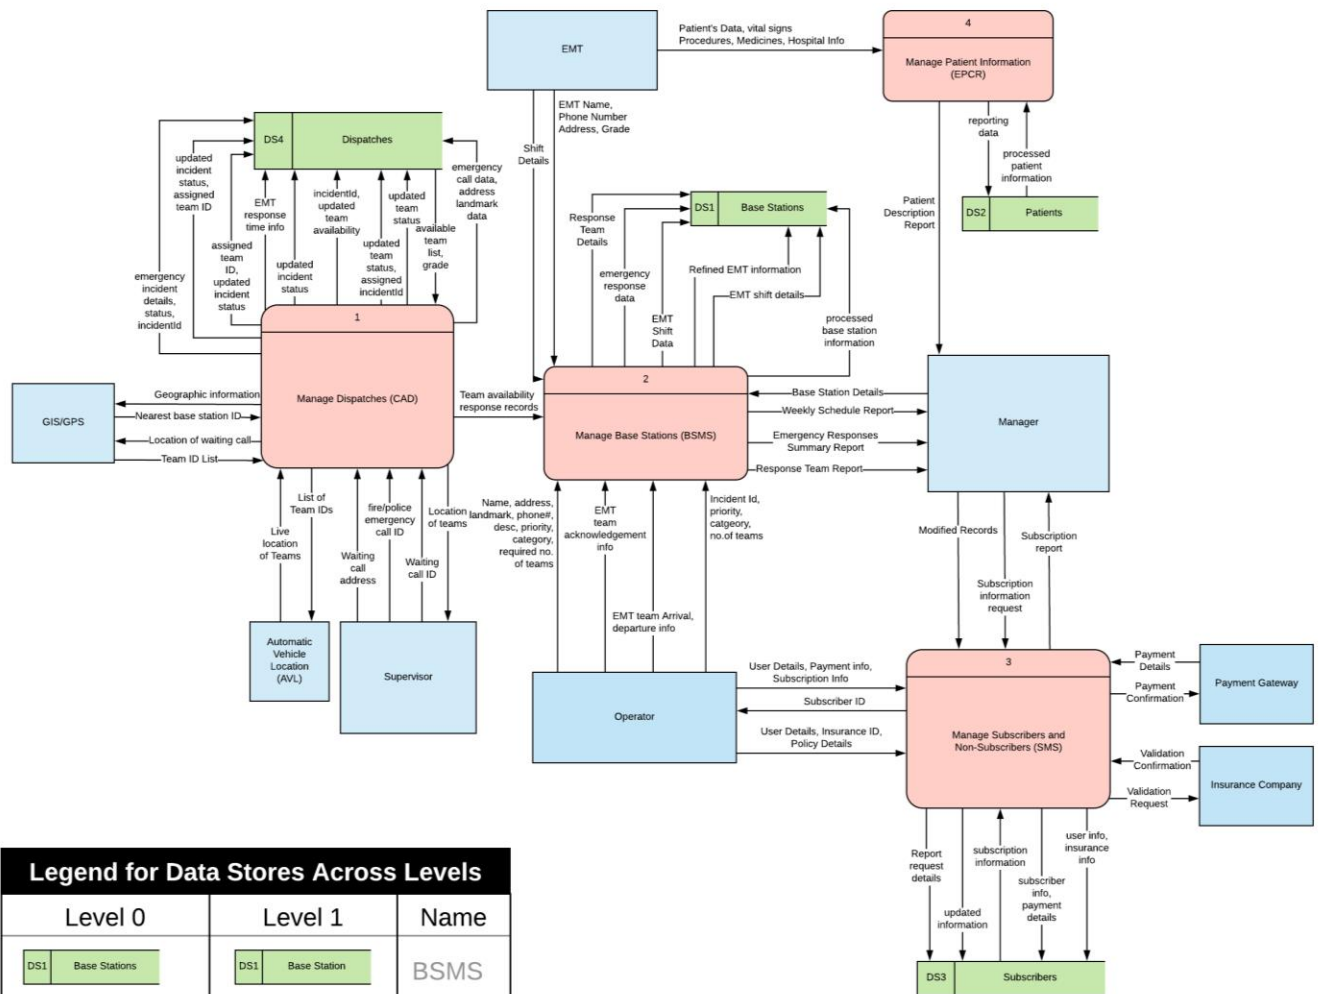 EMT
Patient's Data, vital signs
Procedures, Medicines, Hospital Info
4
Manage Patient Information
(EPCR)
EMT Name,
Phone Number
Address, Grade
Shift
Details
reporting
data
processed
patient
information
DS2
Patients
Patient
Description
Report
DS4
Dispatches
updated
incident
status,
assigned
team ID
EMT
response
time info
incidentId,
updated
team
availability
updated
team
status
emergency
call data,
address
landmark
data
available
team
list,
grade
assigned
team
ID,
updated
incident
status
updated
incident
status
updated
team
status,
assigned
incidentId
emergency
incident
details,
status,
incidentId
DS1
Base Stations
Response
Team
Details
emergency
response
data
EMT
Shift
Data
Refined EMT information
EMT shift details
processed
base station
information
1
Manage Dispatches (CAD)
GIS/GPS
Geographic information
Nearest base station ID
Location of waiting call
Team ID List
Team availability
response records
2
Manage Base Stations (BSMS)
Base Station Details
Weekly Schedule Report
Emergency Responses
Summary Report
Response Team Report
Manager
Live
location
of Teams
List of
Team IDs
Waiting
call
address
fire/police
emergency
call ID
Waiting
call ID
Location
of teams
Name, address,
landmark, phone#,
desc, priority,
category,
required no.
of teams
EMT
team
acknowledgement
info
EMT team Arrival,
departure info
Incident Id,
priority,
catgeory,
no.of teams
Modified Records
Subscription
information
request
Subscription
report
Automatic
Vehicle
Location
(AVL)
Supervisor
Operator
User Details, Payment info,
Subscription Info
Subscriber ID
User Details, Insurance ID,
Policy Details
3
Manage Subscribers and
Non-Subscribers (SMS)
Payment
Details
Payment
Confirmation
Payment Gateway
Validation
Confirmation
Validation
Request
Insurance Company
Report
request
details
updated
information
subscription
information
subscriber
info,
payment
details
user info,
insurance
info
DS3
Subscribers
Legend for Data Stores Across Levels
Level 0
Level 1
Name
DS1
Base Stations
DS1
Base Station
BSMS